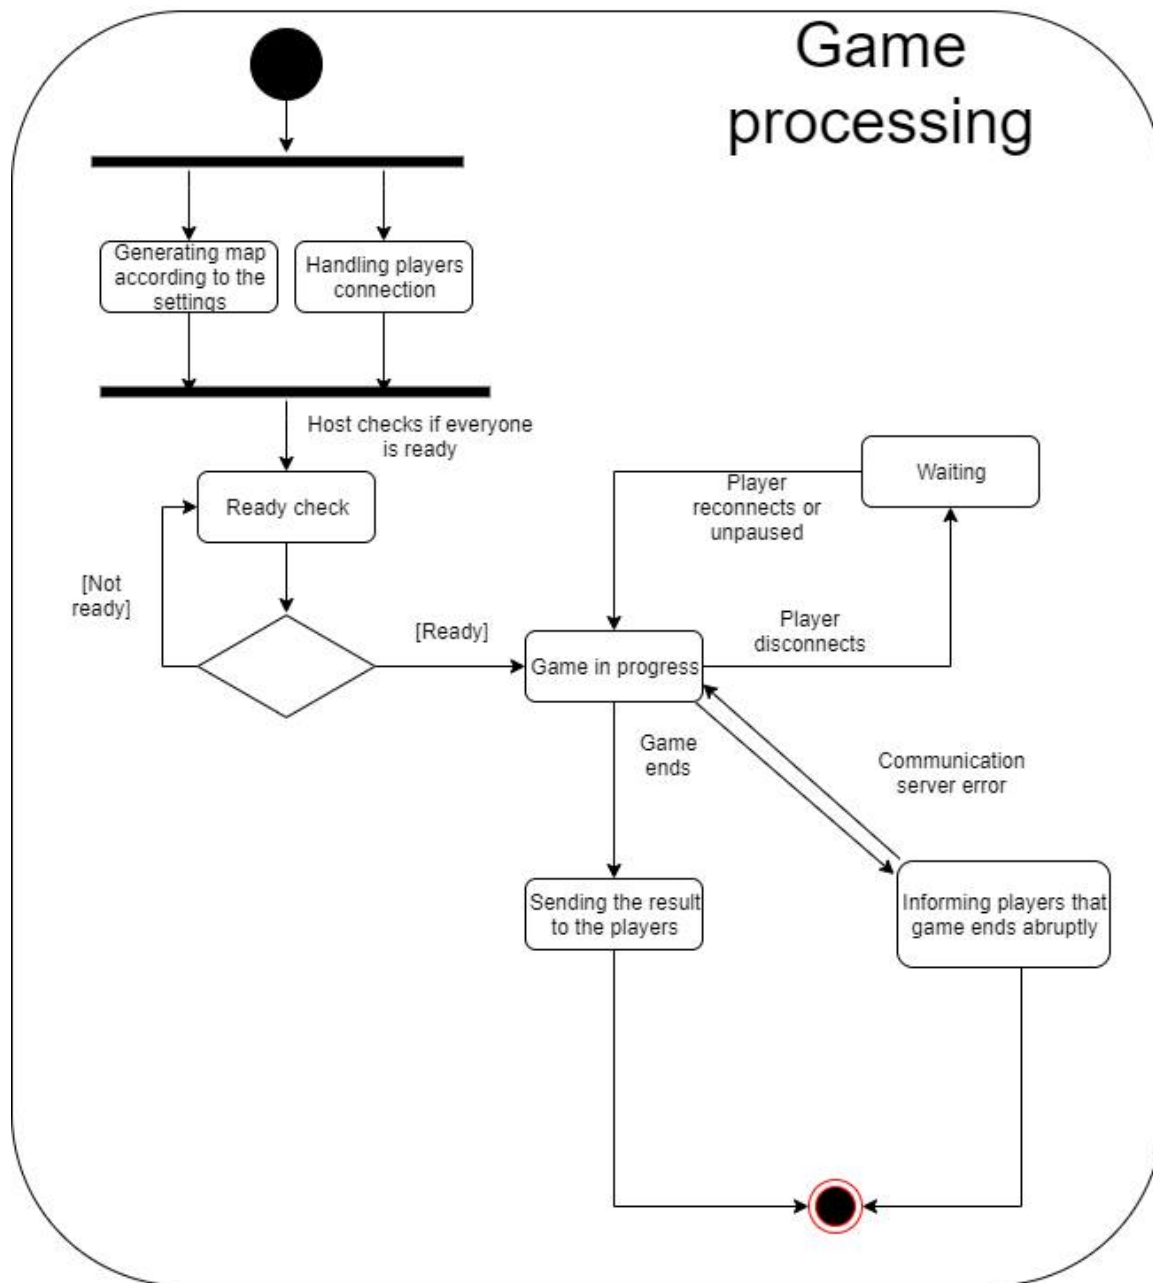 Game
processing
Generating map
according to the
settings
Handling players
connection
Host checks if everyone
is ready
Ready check
[Not
ready]
[Ready]
Waiting
Player
reconnects or
unpaused
Player
disconnects
Game in progress
Game
ends
Communication
server error
Sending the result
to the players
Informing players that
game ends abruptly